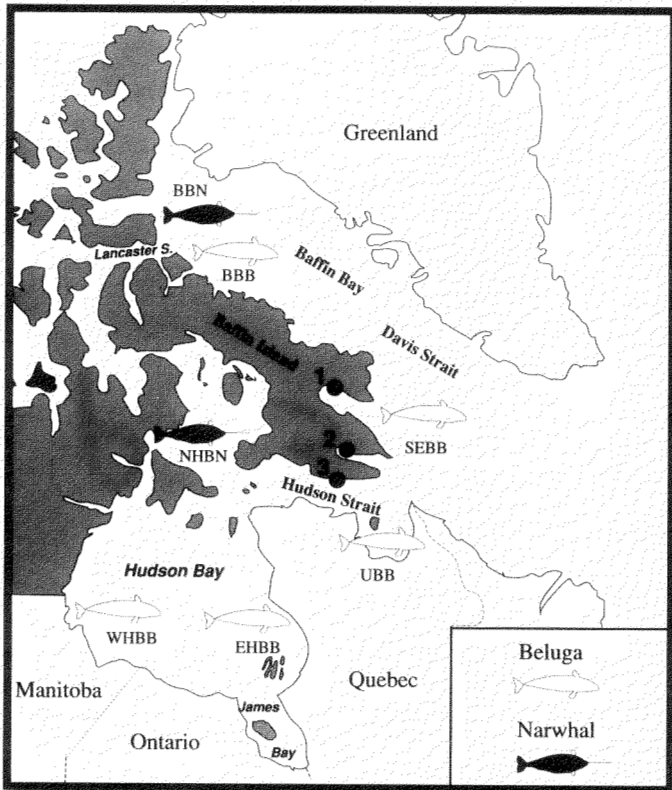 Greenland
BBN
Lancaster S.
BBB
Baffin Bay
Baffin Island
Davis Strait
1
SEBB
NHBN
2
3
Hudson Strait
Hudson Bay
UBB
WHBB
EHBB
Beluga
Manitoba
Quebec
James
Narwhal
Ontario
Bay